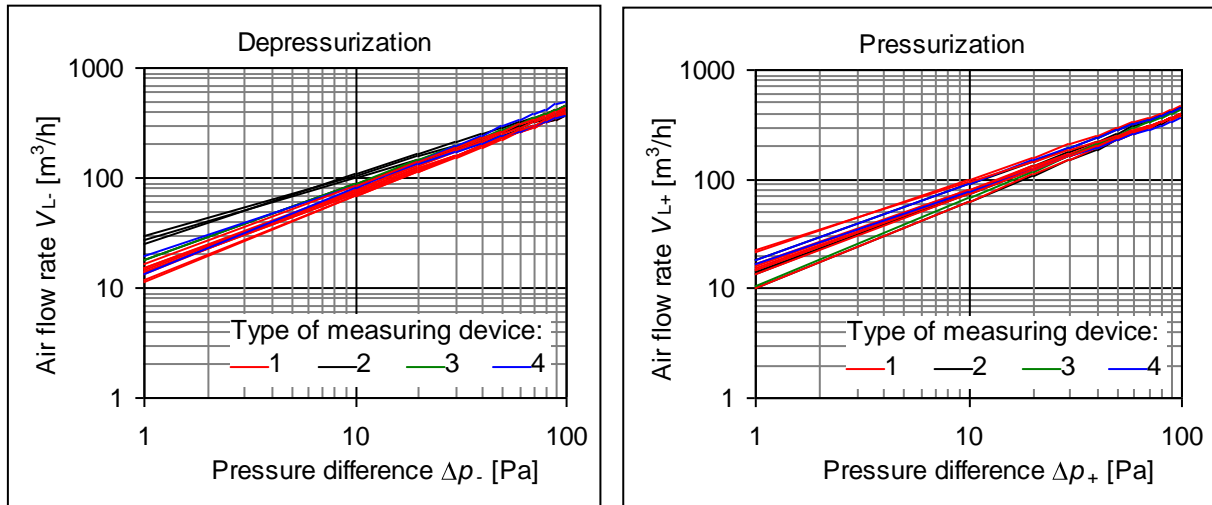 Depressurization
1000
100
10
1
Air flow rate V_L- [m³/h]
Type of measuring device:
1 2 3 4
1 10 100
Pressure difference Δp_- [Pa]
Pressurization
1000
100
10
1
Air flow rate V_L+ [m³/h]
Type of measuring device:
1 2 3 4
1 10 100
Pressure difference Δp_+ [Pa]